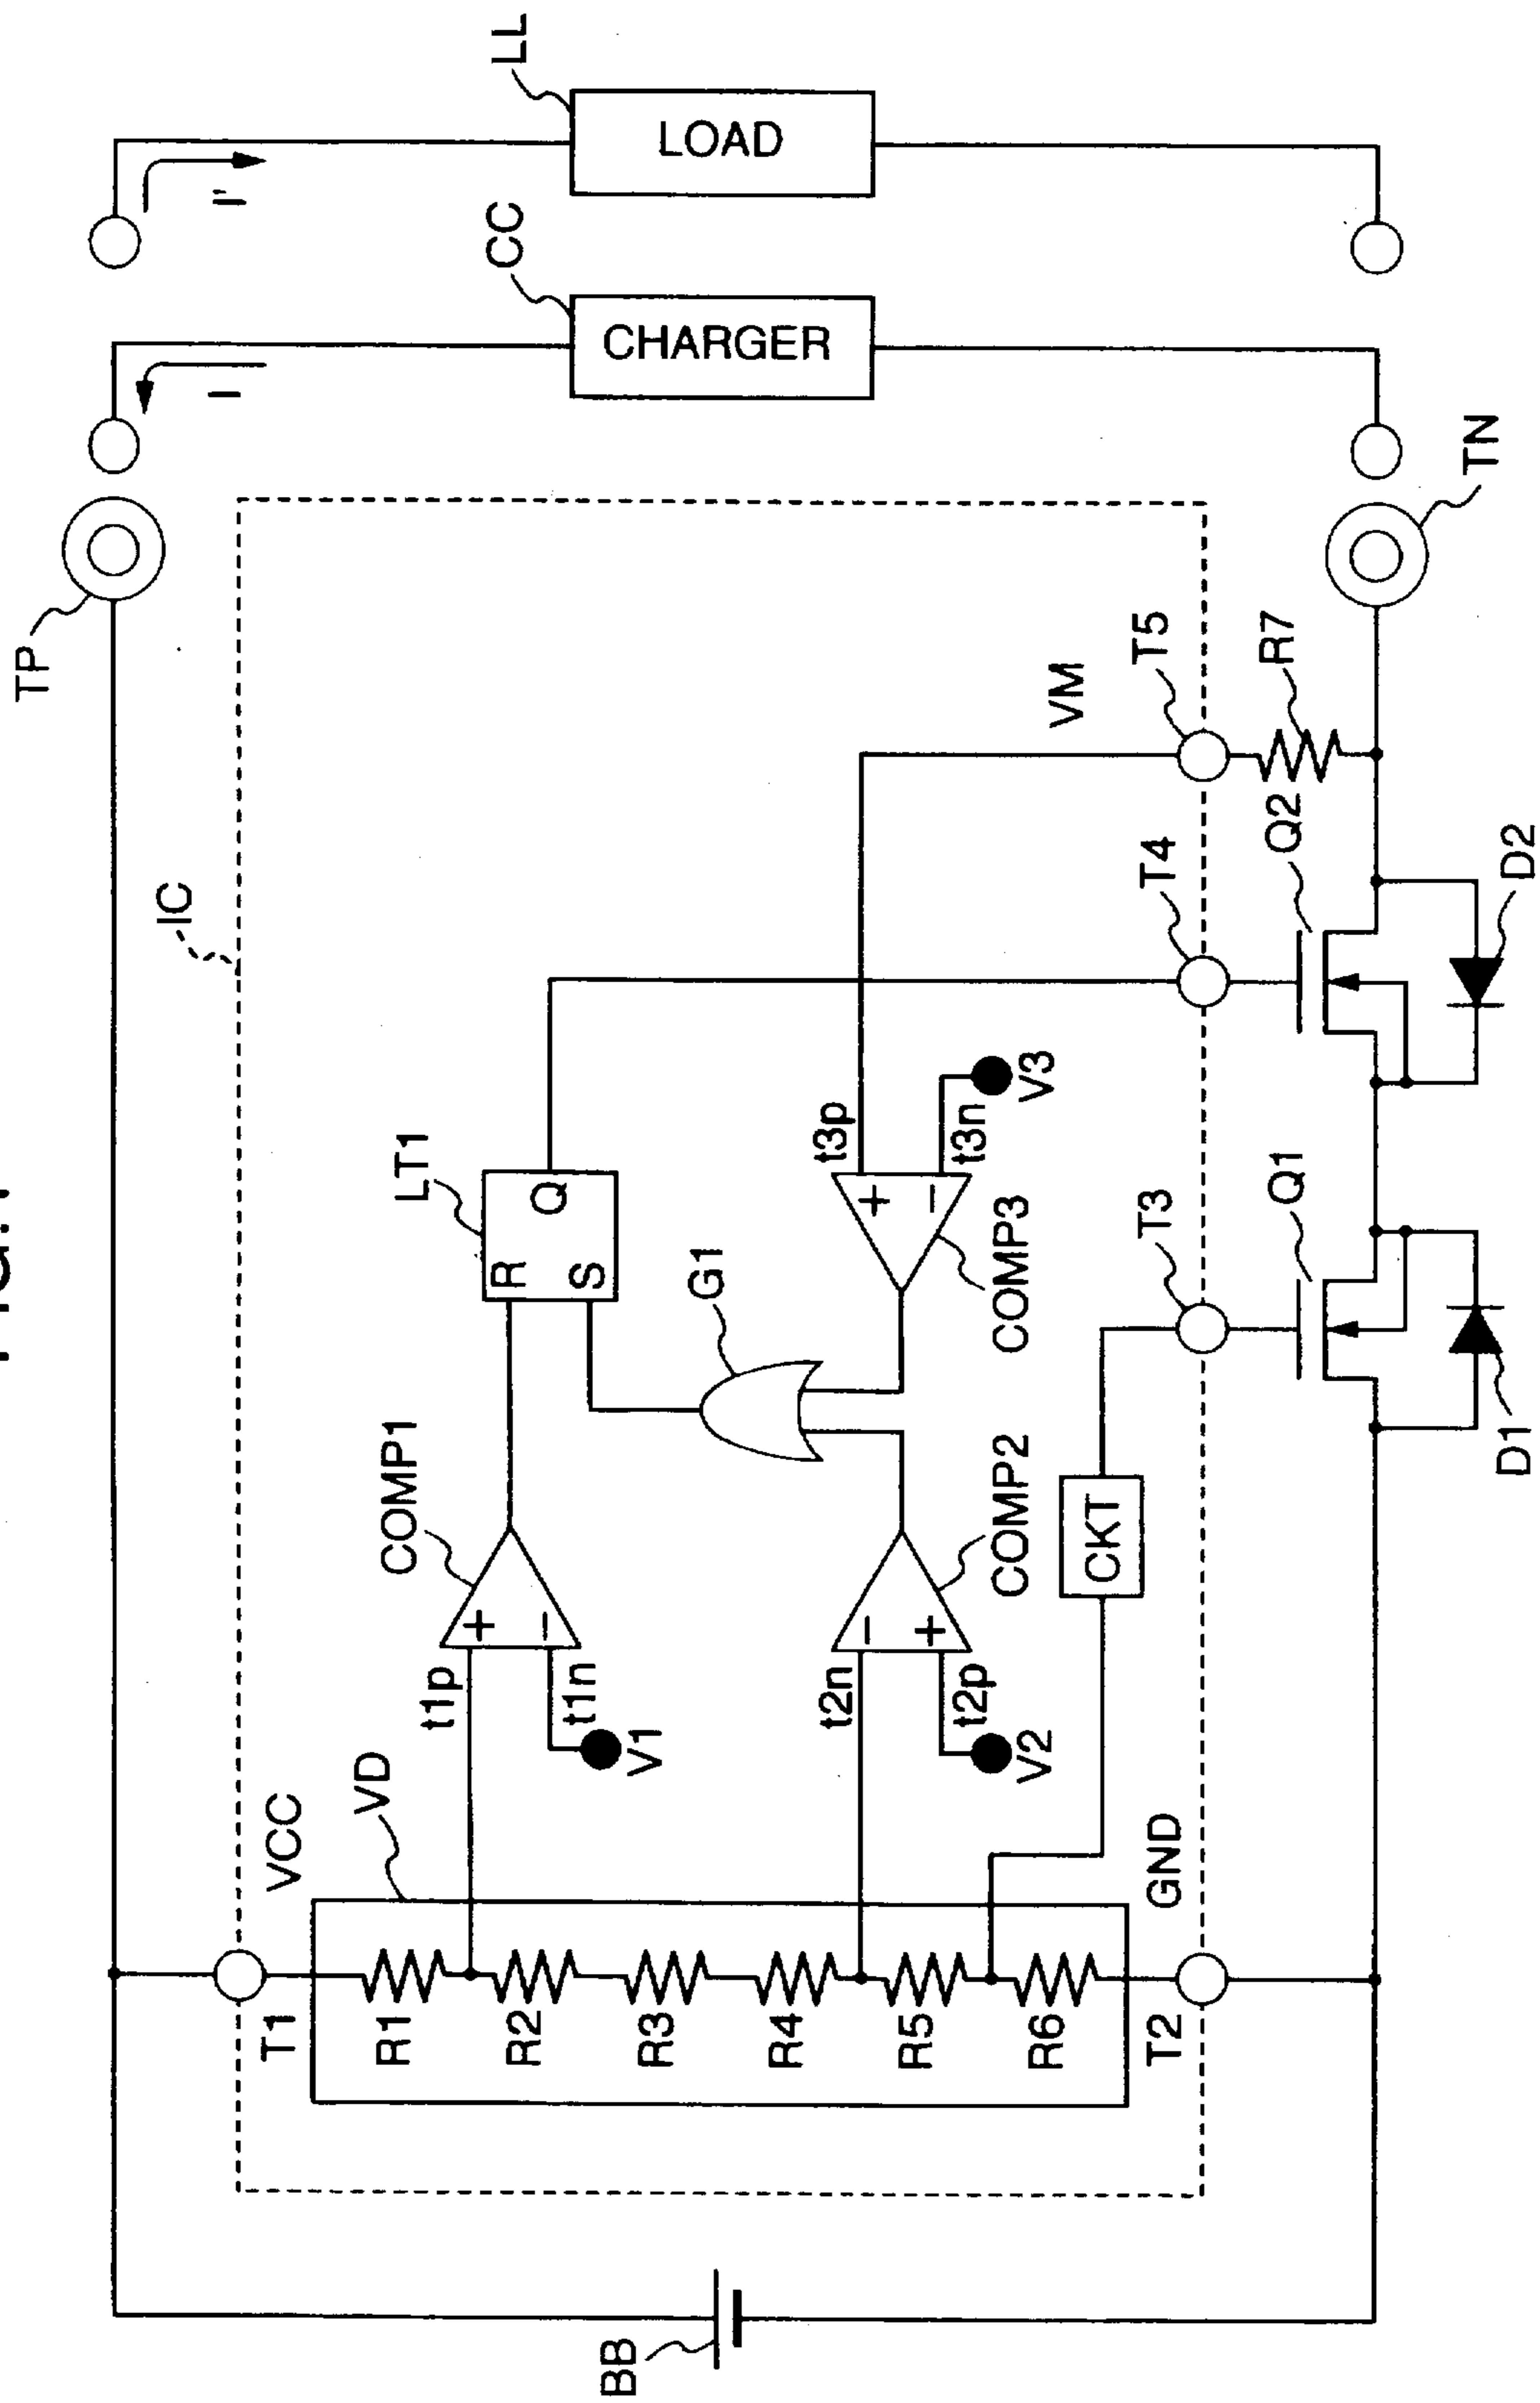 TP
IC
LL
LOAD
I'
CC
CHARGER
I
TN
VCC
VD
T1
R1
R2
R3
R4
R5
R6
T2
GND
BB
COMP1
+
−
t1p
t1n
V1
LT1
R
S
Q
G1
COMP2
−
+
t2n
t2p
V2
COMP3
+
−
t3p
t3n
V3
CKT
VM
T3
T4
T5
R7
Q1
Q2
D1
D2